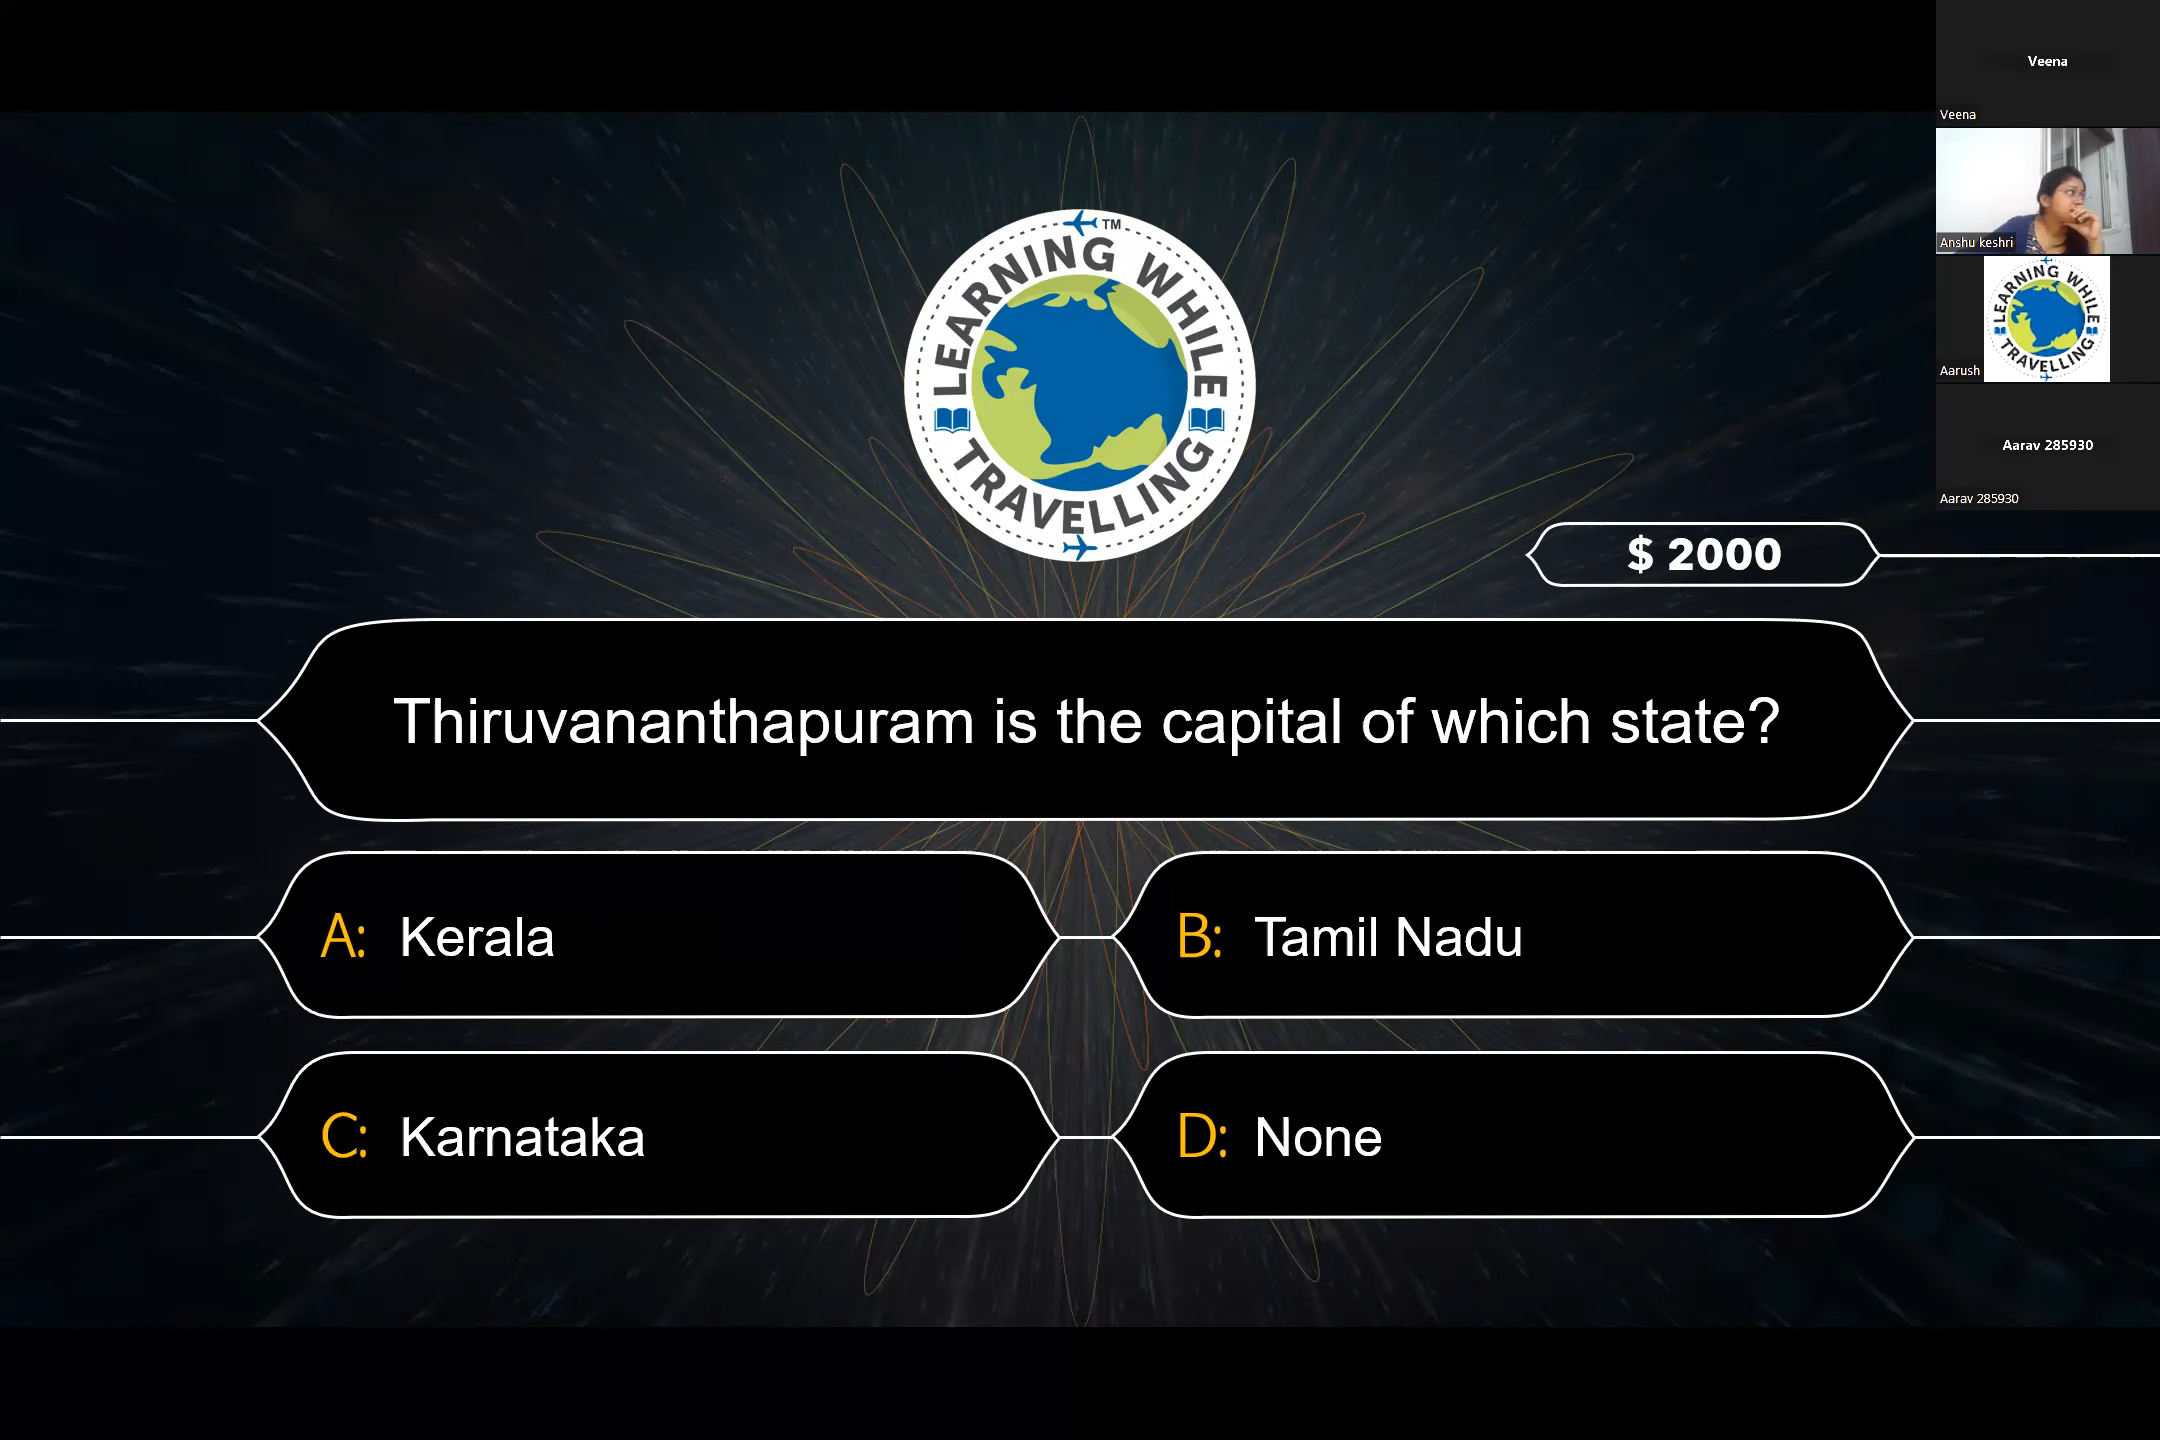 Veena
Veena
Anshu keshri
LEARNING WHILE
TRAVELLING
Aarush
Aarav 285930
Aarav 285930
TM
LEARNING WHILE
TRAVELLING
$ 2000
Thiruvananthapuram is the capital of which state?
A: Kerala
B: Tamil Nadu
C: Karnataka
D: None